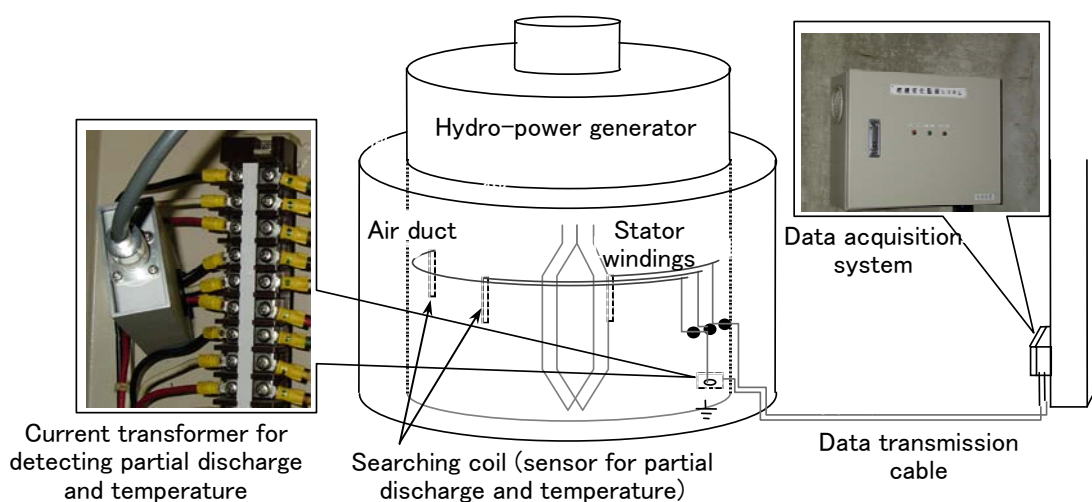 Hydro-power generator
Air duct
Stator
windings
Data acquisition
system
Current transformer for
detecting partial discharge
and temperature
Searching coil (sensor for partial
discharge and temperature)
Data transmission
cable